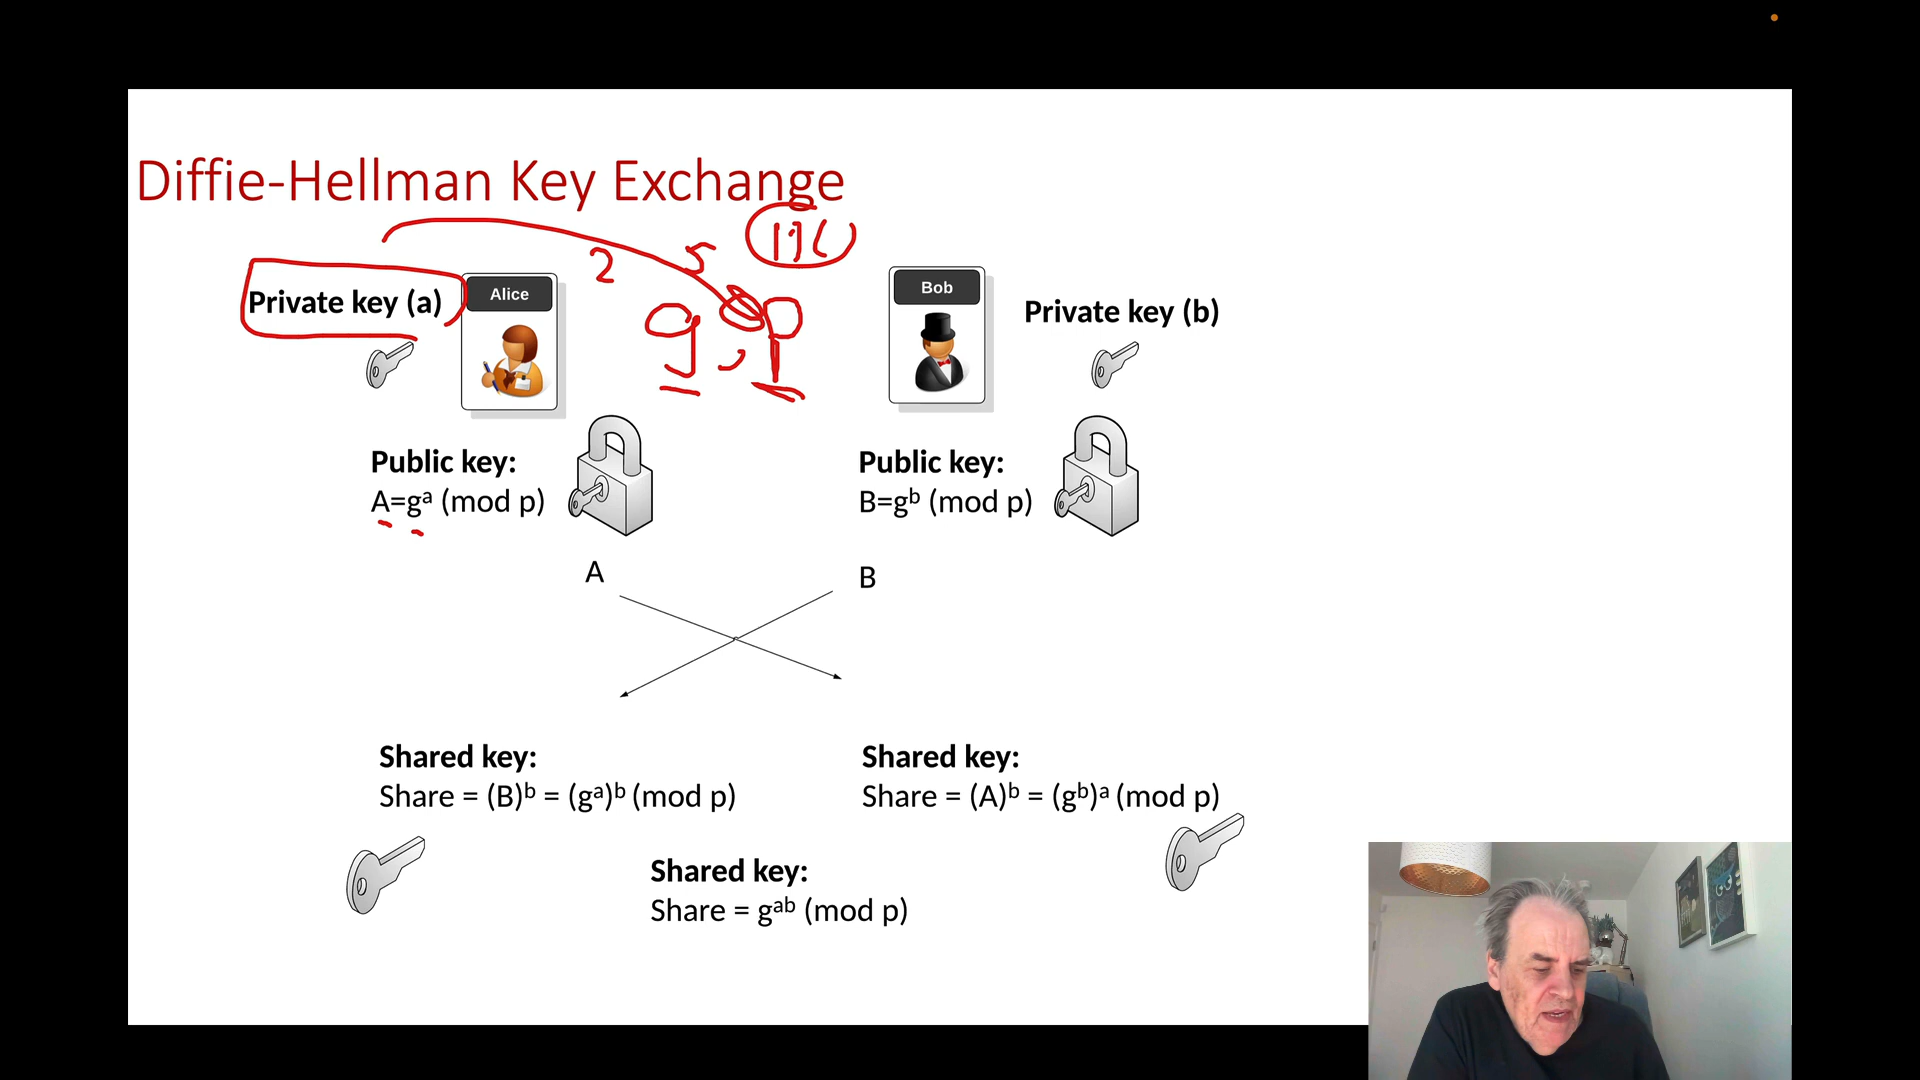 Diffie-Hellman Key Exchange
2 5
Private key (a)
Alice
g, p
Bob
Private key (b)
Public key:
A=gᵃ (mod p)
Public key:
B=gᵇ (mod p)
A
B
Shared key:
Share = (B)ᵇ = (gᵃ)ᵇ (mod p)
Shared key:
Share = (A)ᵇ = (gᵇ)ᵃ (mod p)
Shared key:
Share = gᵃᵇ (mod p)